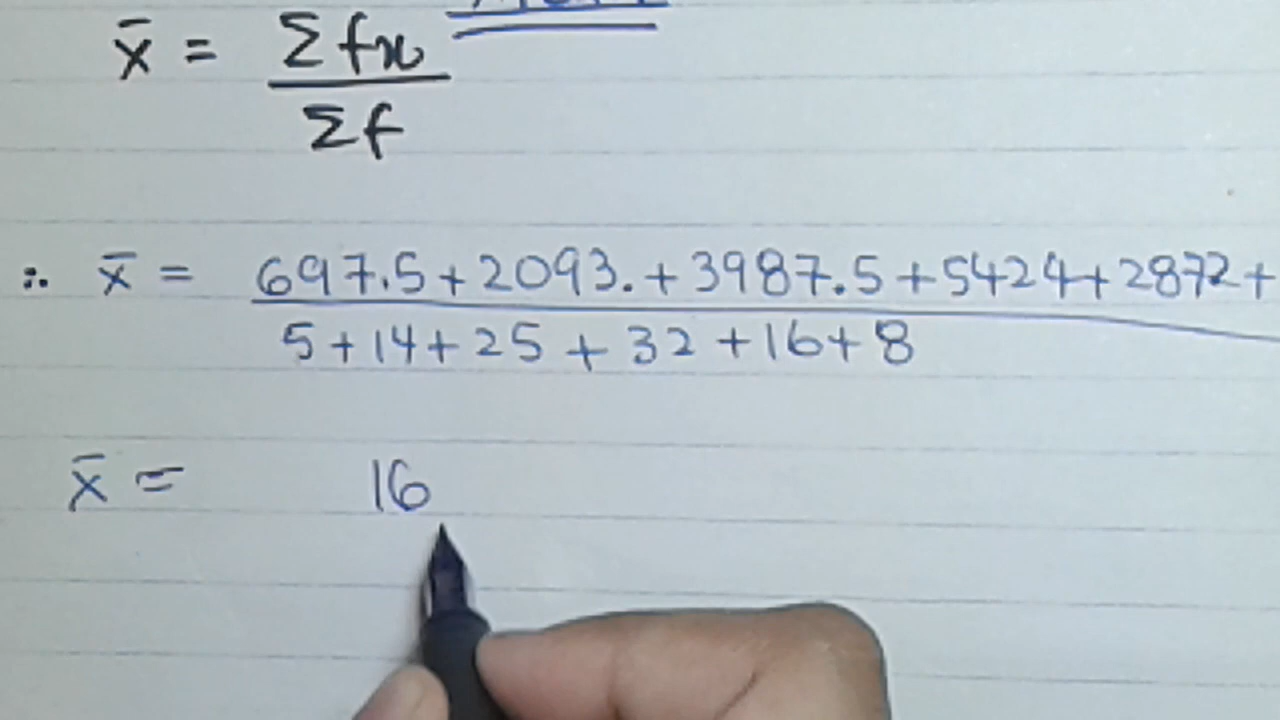 x̄ = Σfx
Σf
∴ x̄ = 697.5+2093.+3987.5+5424+2872+
5+14+25+32+16+8
x̄ = 16